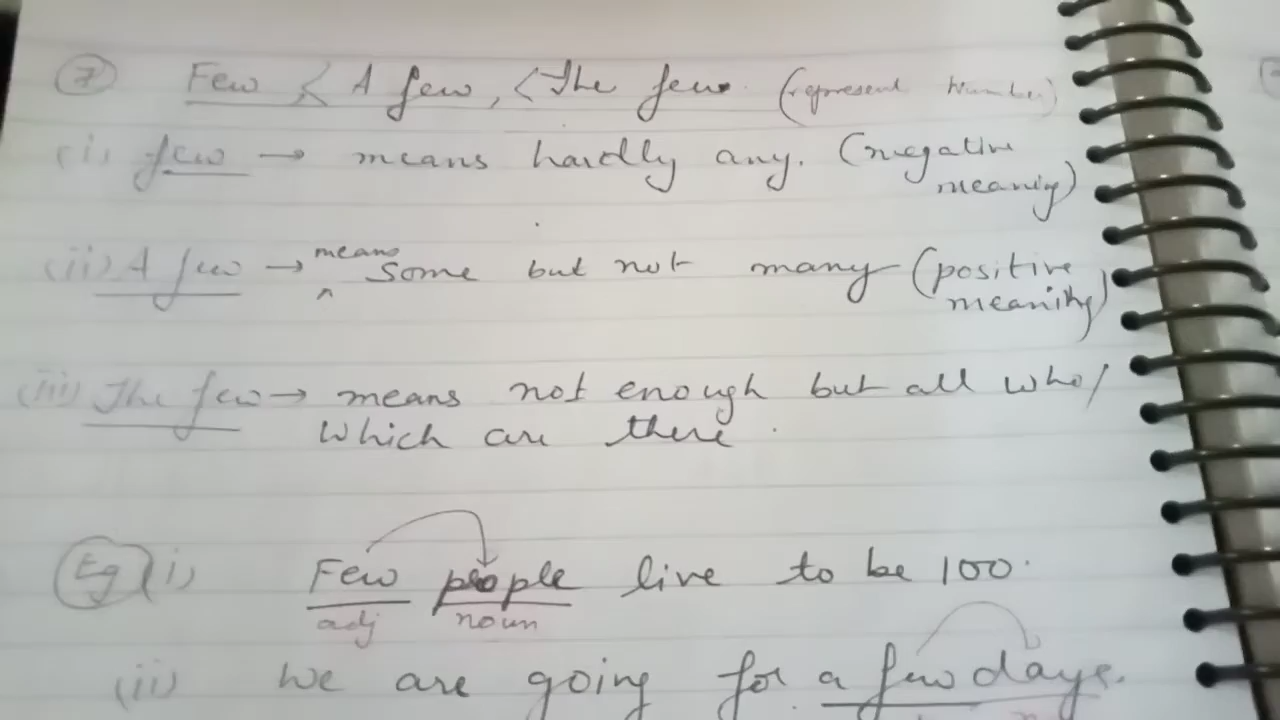 7 Few < A few, < The few. (represent Number)
(i) few → means hardly any. (negative
meaning)
means
(ii) A few → ^ Some but not many (positive
meaning)
(iii) The few → means not enough but all who/
which are there.
Eg (i) Few people live to be 100.
adj noun
(ii) We are going for a few days.